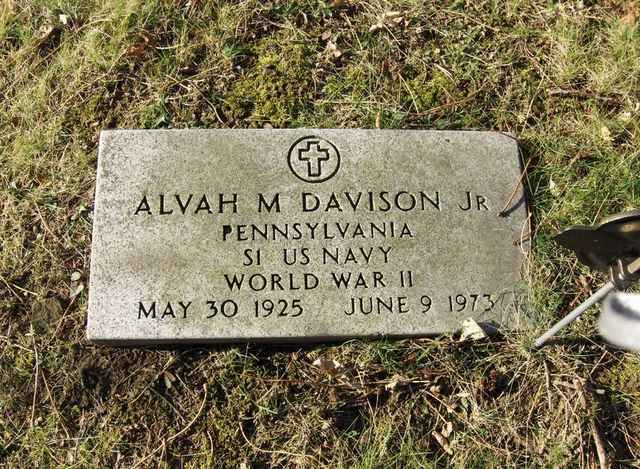 ALVAH M DAVISON JR
PENNSYLVANIA
S1 US NAVY
WORLD WAR II
MAY 30 1925 JUNE 9 1973